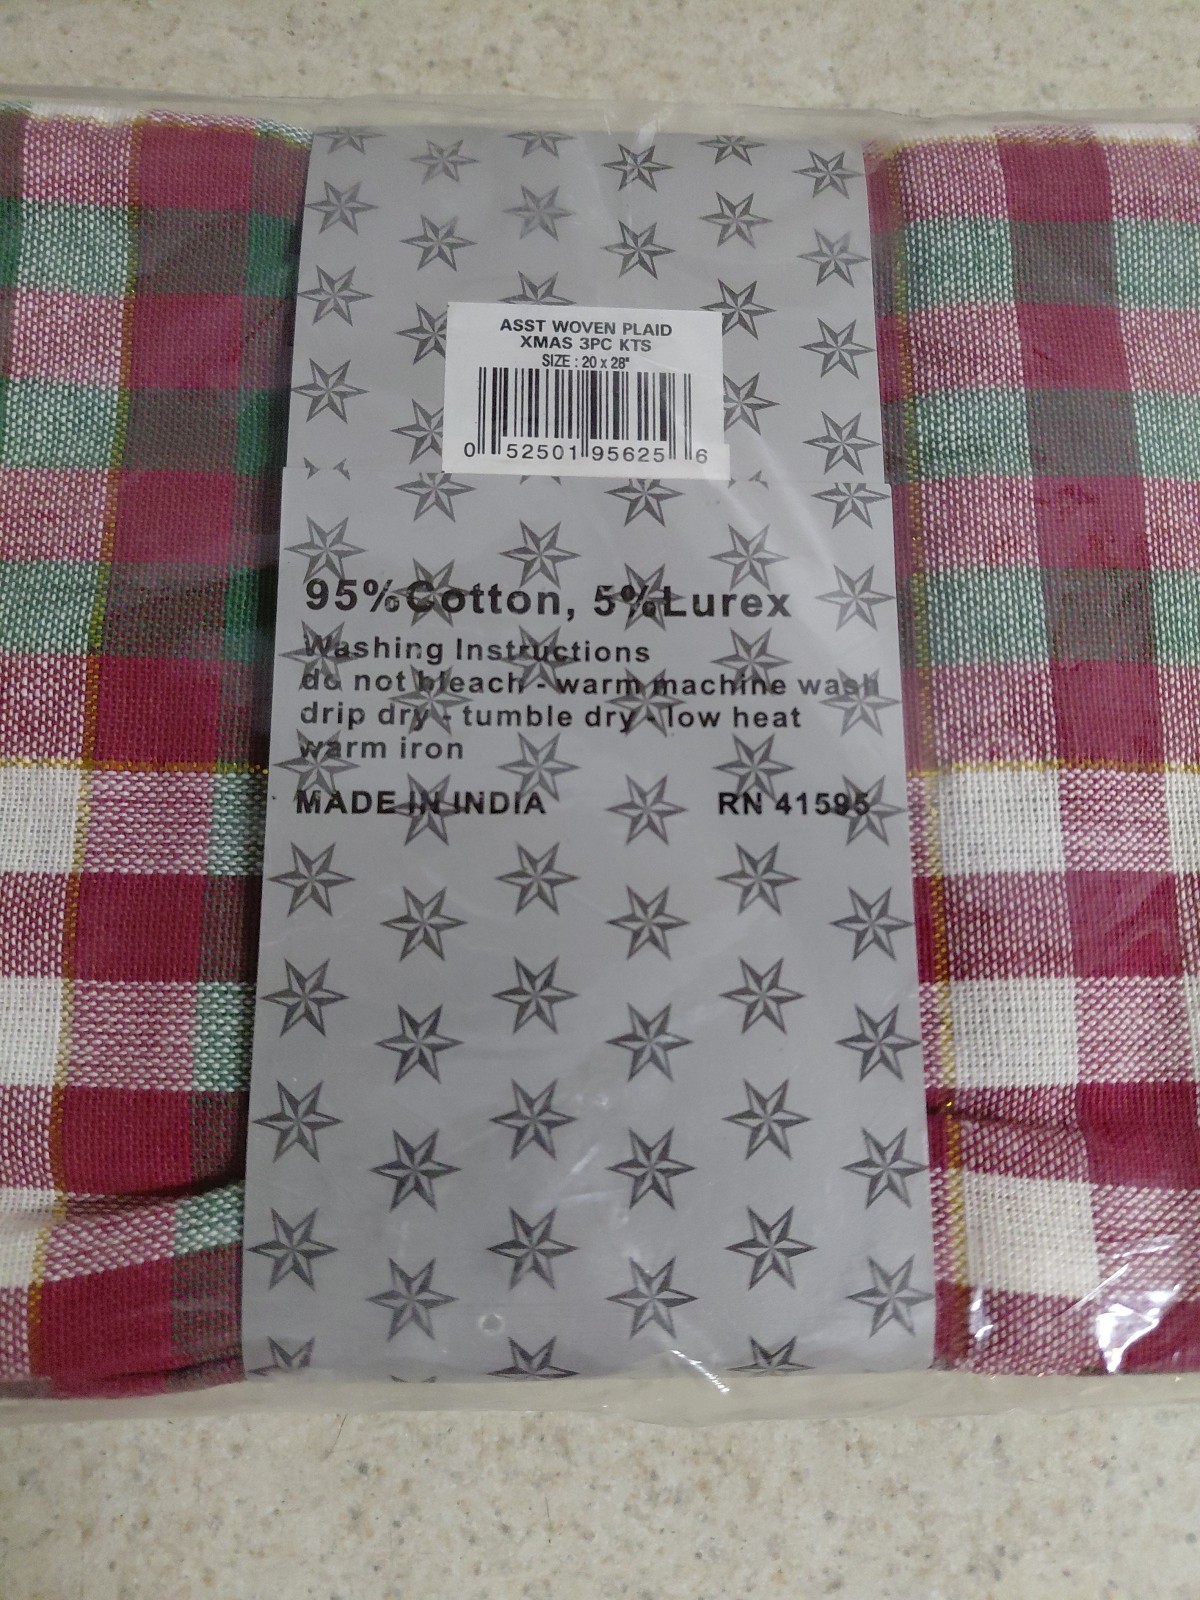 ASST WOVEN PLAID
XMAS 3PC KTS
SIZE : 20 x 28"
0 52501 95625 6
95%Cotton, 5%Lurex
Washing Instructions
do not bleach - warm machine wash
drip dry - tumble dry - low heat
warm iron
MADE IN INDIA RN 41595